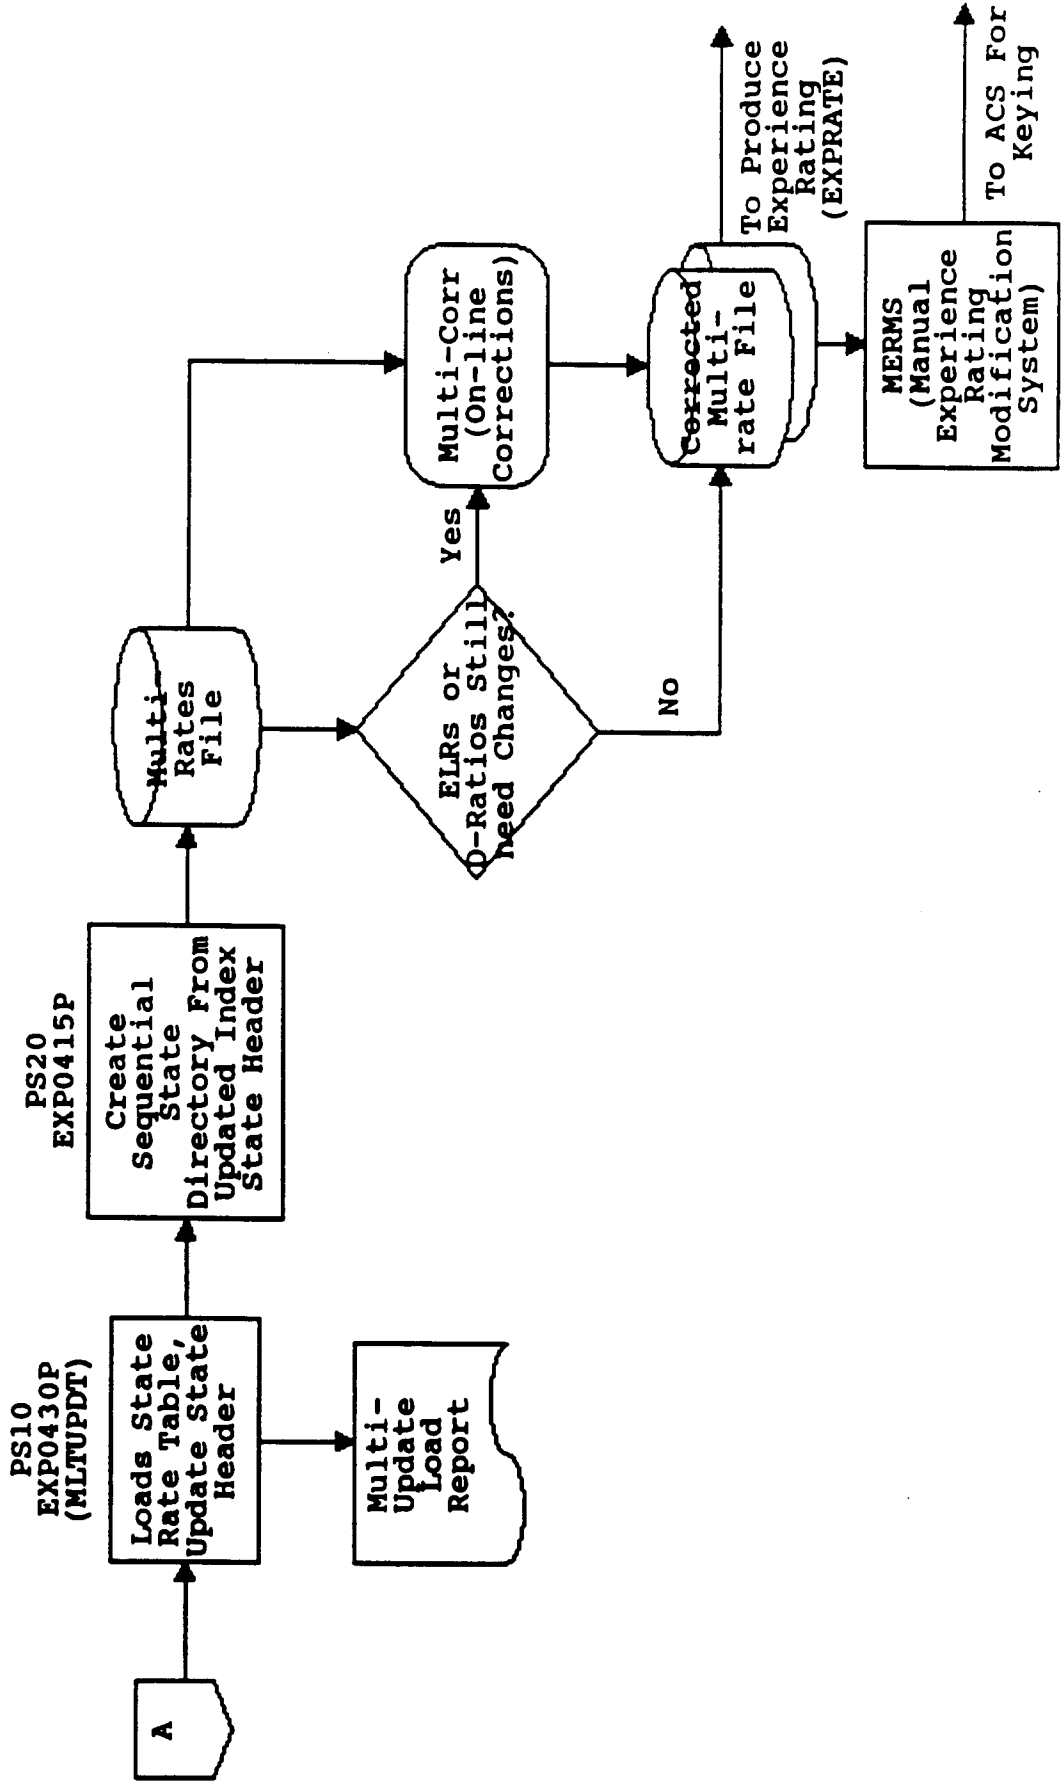 A
PS10
EXP0430P
(MLTUPDT)
Loads State
Rate Table,
Update State
Header
Multi-
Update
Load
Report
PS20
EXP0415P
Create
Sequential
State
Directory From
Updated Index
State Header
Multi-
Rates
File
ELRs or
D-Ratios Still
need Changes?
Yes
No
Multi-Corr
(On-line
Corrections)
Corrected
Multi-
rate File
To Produce
Experience
Rating
(EXPRATE)
MERMS
(Manual
Experience
Rating
Modification
System)
To ACS For
Keying